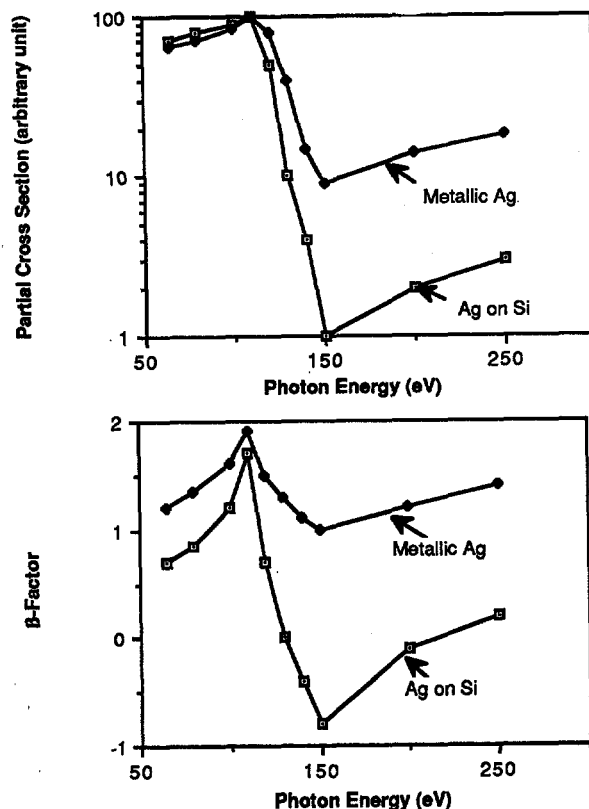 Partial Cross Section (arbitrary unit)
100
10
1
Metallic Ag
Ag on Si
50
150
250
Photon Energy (eV)
β-Factor
2
1
0
-1
Metallic Ag
Ag on Si
50
150
250
Photon Energy (eV)